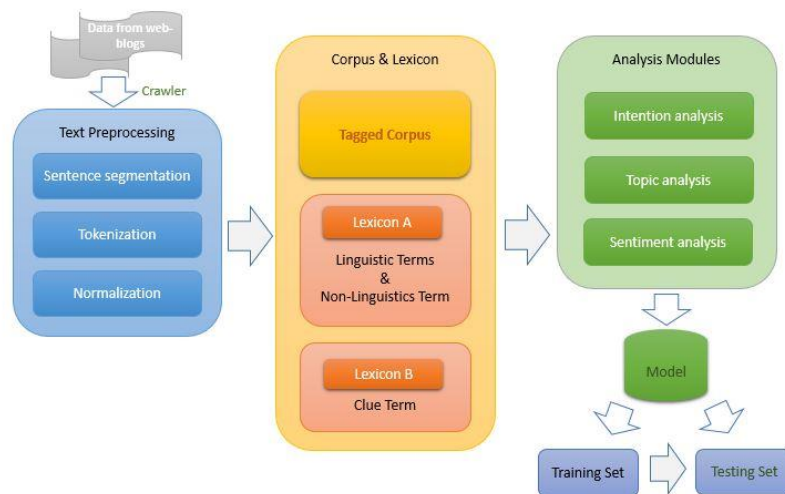 Data from web-
blogs
Crawler
Text Preprocessing
Sentence segmentation
Tokenization
Normalization
Corpus & Lexicon
Tagged Corpus
Lexicon A
Linguistic Terms
&
Non-Linguistics Term
Lexicon B
Clue Term
Analysis Modules
Intention analysis
Topic analysis
Sentiment analysis
Model
Training Set
Testing Set